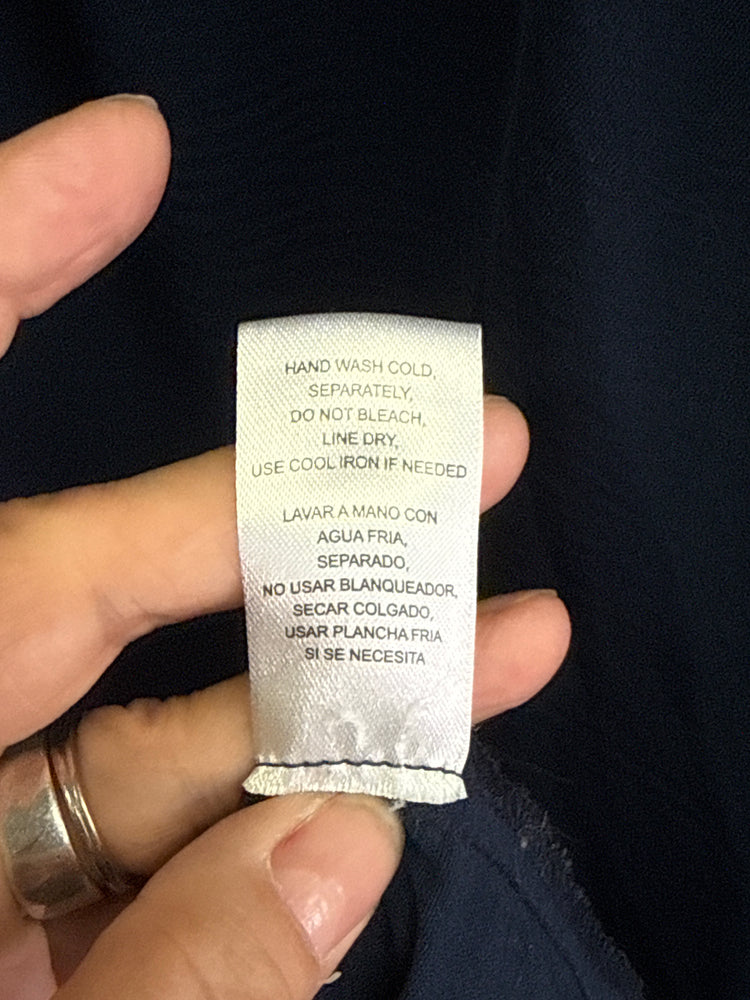 HAND WASH COLD,
SEPARATELY,
DO NOT BLEACH,
LINE DRY,
USE COOL IRON IF NEEDED
LAVAR A MANO CON
AGUA FRIA,
SEPARADO,
NO USAR BLANQUEADOR,
SECAR COLGADO,
USAR PLANCHA FRIA
SI SE NECESITA